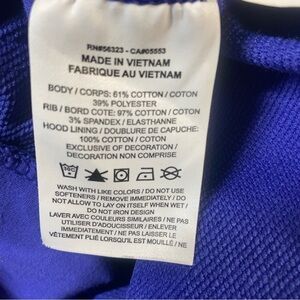 RN#56323 - CA#05553
MADE IN VIETNAM
FABRIQUE AU VIETNAM
BODY / CORPS: 61% COTTON / COTON
39% POLYESTER
RIB / BORD COTE: 97% COTTON / COTON
3% SPANDEX / ELASTHANNE
HOOD LINING / DOUBLURE DE CAPUCHE:
100% COTTON / COTON
EXCLUSIVE OF DECORATION /
DECORATION NON COMPRISE
WASH WITH LIKE COLORS / DO NOT USE
SOFTENERS / REMOVE IMMEDIATELY / DO
NOT ALLOW TO LAY ON ITSELF WHEN WET /
DO NOT IRON DESIGN
LAVER AVEC COULEURS SIMILAIRES / NE PAS
UTILISER D'ADOUCISSEUR / ENLEVER
IMMÉDIATEMENT / NE PAS LAISSER LE
VÊTEMENT PLIÉ LORSQU'IL EST MOUILLÉ / NE